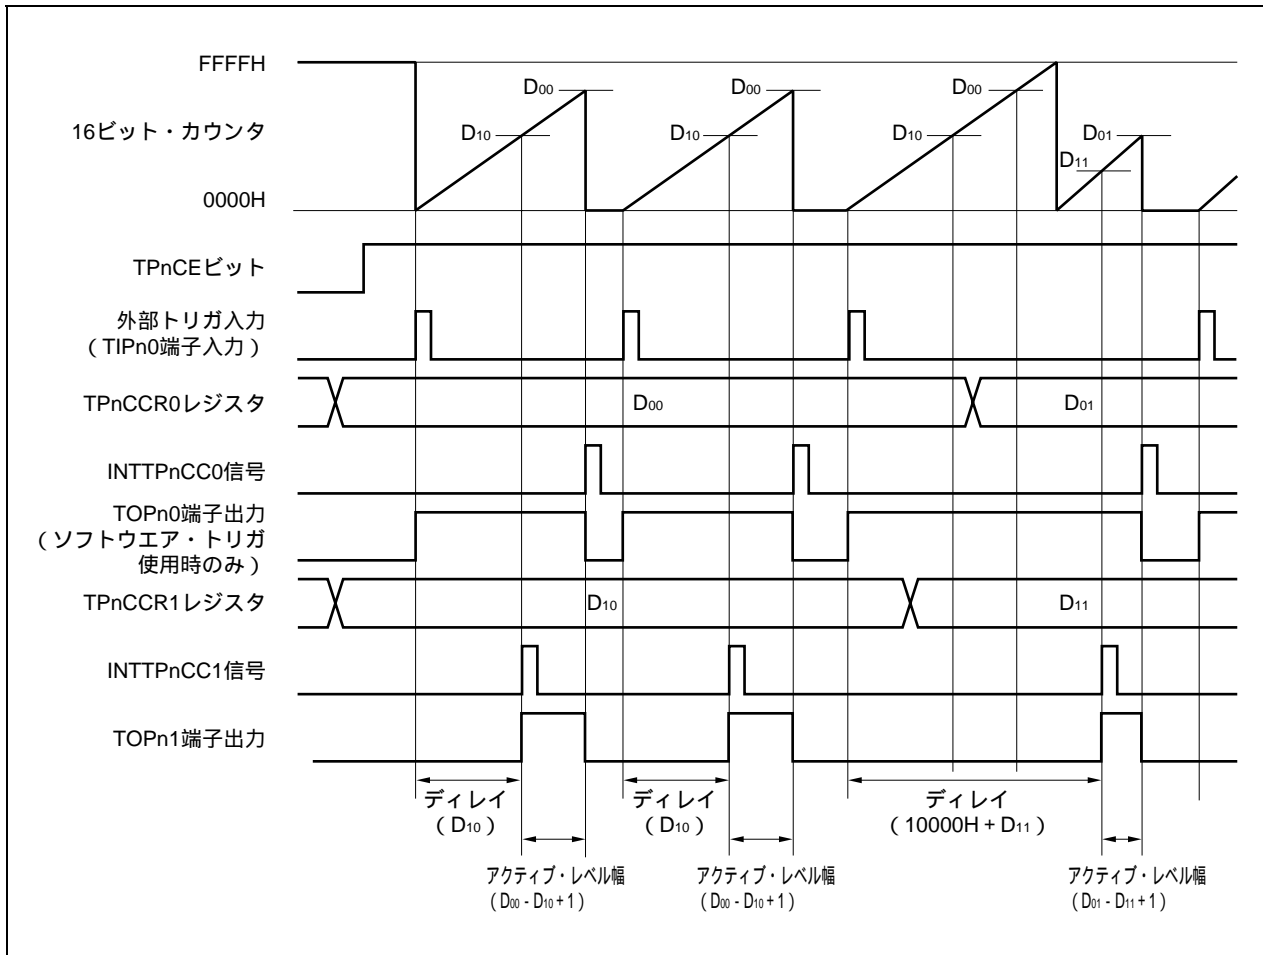 FFFFH
D00
D00
D00
16ビット・カウンタ
D10
D10
D10
D01
D11
0000H
TPnCEビット
外部トリガ入力
（TIPn0端子入力）
TPnCCR0レジスタ
D00
D01
INTTPnCC0信号
TOPn0端子出力
（ソフトウエア・トリガ
使用時のみ）
TPnCCR1レジスタ
D10
D11
INTTPnCC1信号
TOPn1端子出力
ディレイ
（D10）
ディレイ
（D10）
ディレイ
（10000H + D11）
アクティブ・レベル幅
（D00 - D10 + 1）
アクティブ・レベル幅
（D00 - D10 + 1）
アクティブ・レベル幅
（D01 - D11 + 1）